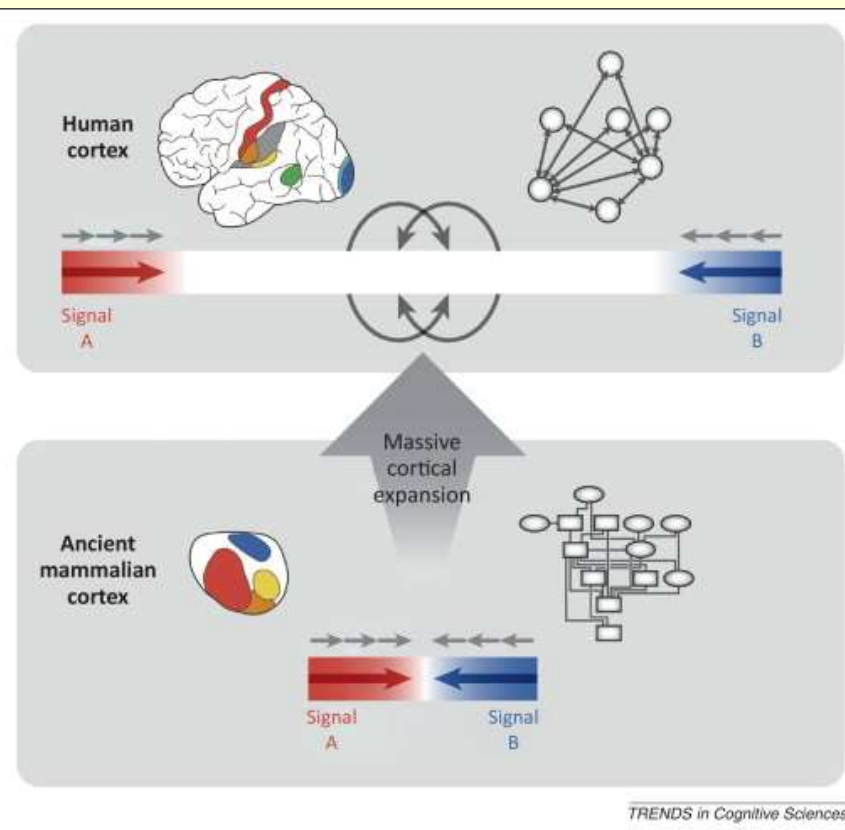 Human
cortex
Signal
A
Signal
B
Massive
cortical
expansion
Ancient
mammalian
cortex
Signal
A
Signal
B
TRENDS in Cognitive Sciences